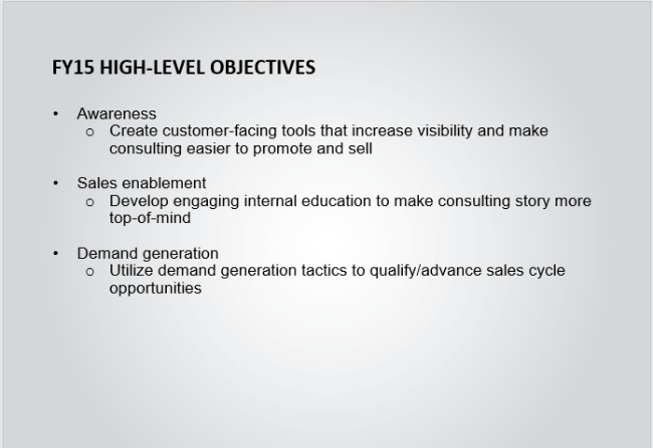 FY15 HIGH-LEVEL OBJECTIVES
• Awareness
o Create customer-facing tools that increase visibility and make
consulting easier to promote and sell
• Sales enablement
o Develop engaging internal education to make consulting story more
top-of-mind
• Demand generation
o Utilize demand generation tactics to qualify/advance sales cycle
opportunities